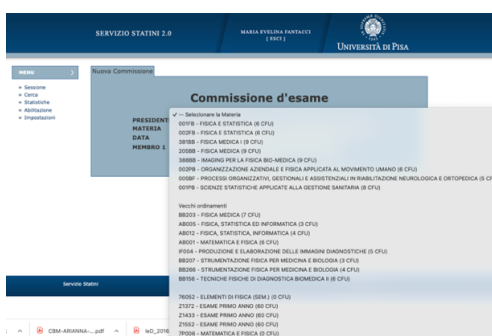 SERVIZIO STATINI 2.0
MARIA EVELINA FANTACCI
[ FISC1 ]
UNIVERSITÀ DI PISA
MENU
» Sessione
» Cerca
» Statistiche
» Abilitazione
» Impostazioni
Nuova Commissione
Commissione d'esame
PRESIDENT
MATERIA
DATA
MEMBRO 1
✓ -- Selezionare la Materia
001FB - FISICA E STATISTICA (6 CFU)
002FB - FISICA E STATISTICA (6 CFU)
381BB - FISICA MEDICA I (9 CFU)
205BB - FISICA MEDICA (9 CFU)
388BB - IMAGING PER LA FISICA BIO-MEDICA (9 CFU)
002PB - ORGANIZZAZIONE AZIENDALE E FISICA APPLICATA AL MOVIMENTO UMANO (6 CFU)
005BF - PROCESSI ORGANIZZATIVI, GESTIONALI E ASSISTENZIALI IN RIABILITAZIONE NEUROLOGICA E ORTOPEDICA (5 CF
001PB - SCIENZE STATISTICHE APPLICATE ALLA GESTIONE SANITARIA (8 CFU)
Vecchi ordinamenti
BB203 - FISICA MEDICA (7 CFU)
AB005 - FISICA, STATISTICA ED INFORMATICA (3 CFU)
AB012 - FISICA, STATISTICA, INFORMATICA (4 CFU)
AB001 - MATEMATICA E FISICA (6 CFU)
IF004 - PRODUZIONE E ELABORAZIONE DELLE IMMAGINI DIAGNOSTICHE (5 CFU)
BB207 - STRUMENTAZIONE FISICA PER MEDICINA E BIOLOGIA (3 CFU)
BB266 - STRUMENTAZIONE FISICA PER MEDICINA E BIOLOGIA (4 CFU)
BB156 - TECNICHE FISICHE DI DIAGNOSTICA BIOMEDICA II (6 CFU)
76052 - ELEMENTI DI FISICA (SEM.) (0 CFU)
Z1372 - ESAME PRIMO ANNO (60 CFU)
Z1433 - ESAME PRIMO ANNO (60 CFU)
Z1552 - ESAME PRIMO ANNO (60 CFU)
7P006 - MATEMATICA E FISICA (0 CFU)
Servizio Statini
CBM-ARIANNA-....pdf
IeD_2016